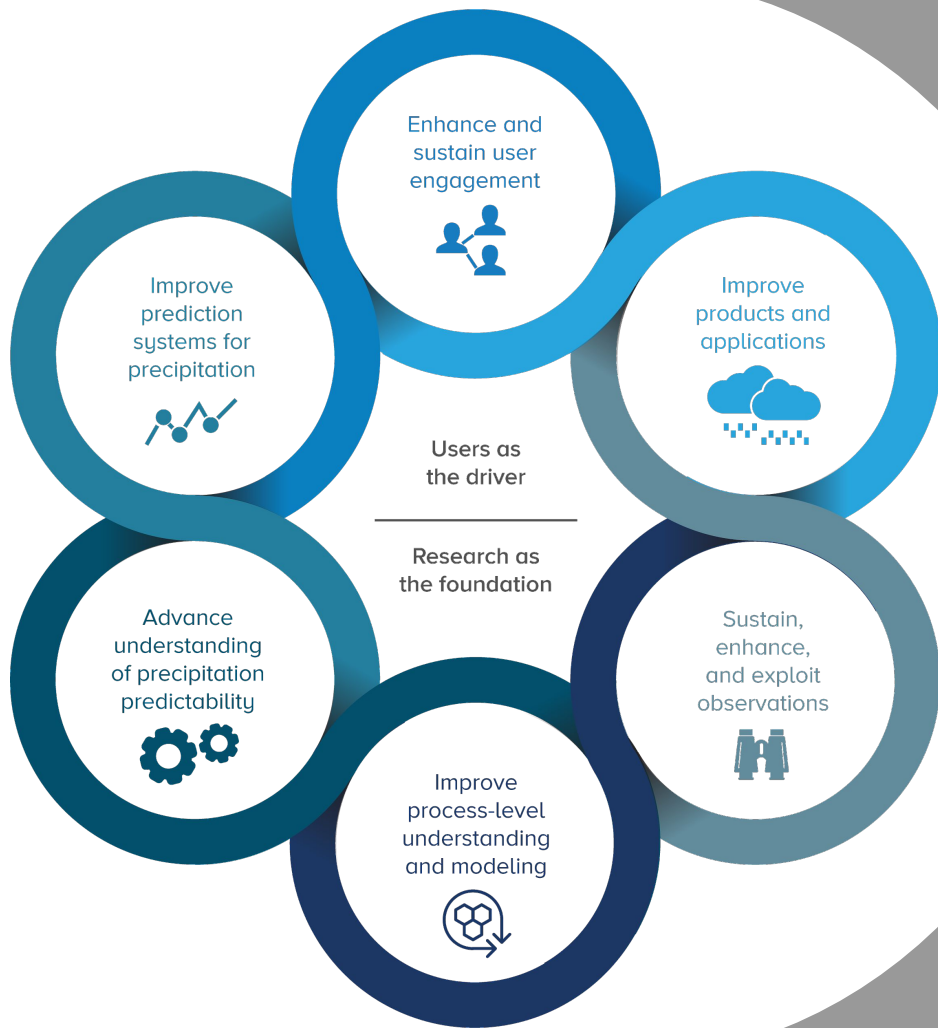 Enhance and
sustain user
engagement
Improve
products and
applications
Sustain,
enhance,
and exploit
observations
Improve
process-level
understanding
and modeling
Advance
understanding
of precipitation
predictability
Improve
prediction
systems for
precipitation
Users as
the driver
Research as
the foundation